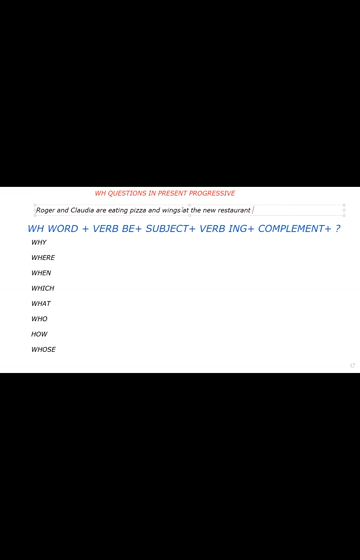 WH QUESTIONS IN PRESENT PROGRESSIVE
Roger and Claudia are eating pizza and wings at the new restaurant
WH WORD + VERB BE+ SUBJECT+ VERB ING+ COMPLEMENT+ ?
WHY
WHERE
WHEN
WHICH
WHAT
WHO
HOW
WHOSE